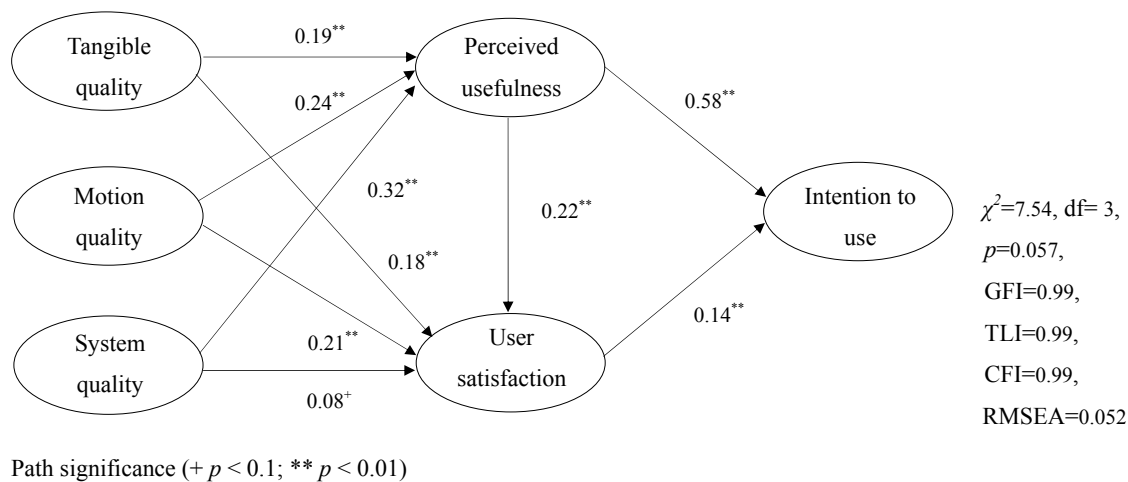 Tangible
quality
0.19**
Perceived
usefulness
0.24**
0.58**
Motion
quality
0.32**
0.22**
Intention to
use
χ²=7.54, df= 3,
p=0.057,
GFI=0.99,
TLI=0.99,
CFI=0.99,
RMSEA=0.052
0.18**
0.14**
System
quality
0.21**
0.08⁺
User
satisfaction
Path significance (+ p < 0.1; ** p < 0.01)